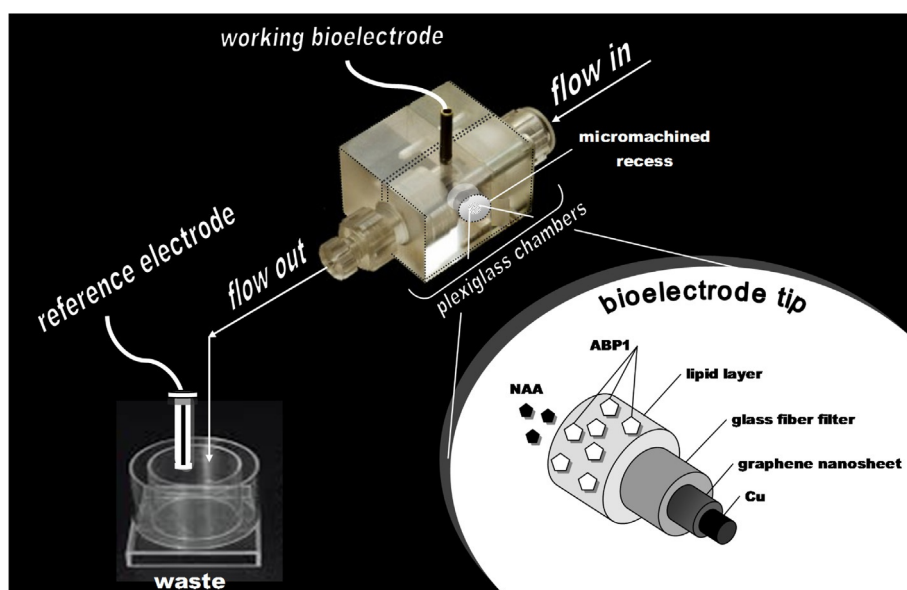 working bioelectrode
flow in
micromachined
recess
plexiglass chambers
flow out
reference electrode
waste
bioelectrode tip
ABP1
NAA
lipid layer
glass fiber filter
graphene nanosheet
Cu